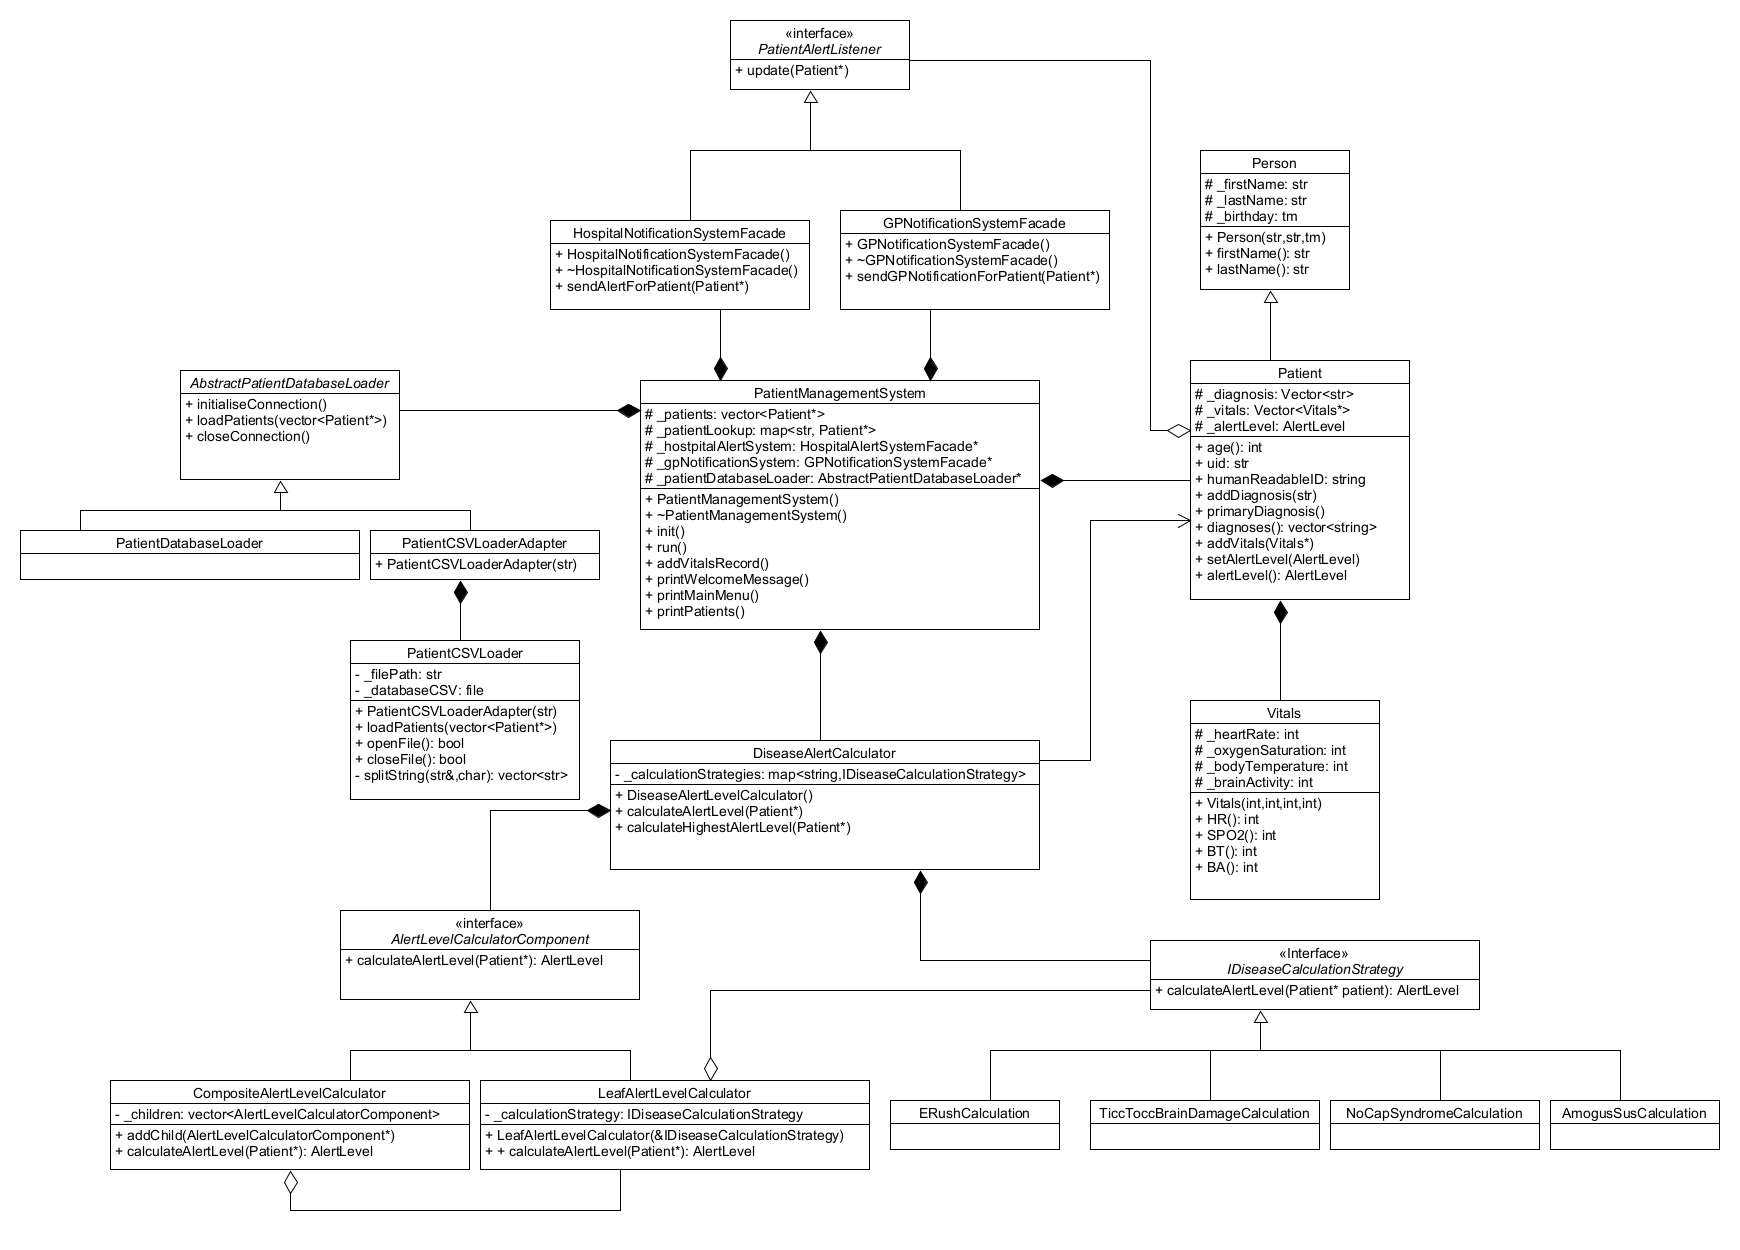 «interface»
PatientAlertListener
+ update(Patient*)
Person
# _firstName: str
# _lastName: str
# _birthday: tm
+ Person(str,str,tm)
+ firstName(): str
+ lastName(): str
HospitalNotificationSystemFacade
+ HospitalNotificationSystemFacade()
+ ~HospitalNotificationSystemFacade()
+ sendAlertForPatient(Patient*)
GPNotificationSystemFacade
+ GPNotificationSystemFacade()
+ ~GPNotificationSystemFacade()
+ sendGPNotificationForPatient(Patient*)
AbstractPatientDatabaseLoader
+ initialiseConnection()
+ loadPatients(vector<Patient*>)
+ closeConnection()
PatientManagementSystem
# _patients: vector<Patient*>
# _patientLookup: map<str, Patient*>
# _hostpitalAlertSystem: HospitalAlertSystemFacade*
# _gpNotificationSystem: GPNotificationSystemFacade*
# _patientDatabaseLoader: AbstractPatientDatabaseLoader*
+ PatientManagementSystem()
+ ~PatientManagementSystem()
+ init()
+ run()
+ addVitalsRecord()
+ printWelcomeMessage()
+ printMainMenu()
+ printPatients()
Patient
# _diagnosis: Vector<str>
# _vitals: Vector<Vitals*>
# _alertLevel: AlertLevel
+ age(): int
+ uid: str
+ humanReadableID: string
+ addDiagnosis(str)
+ primaryDiagnosis()
+ diagnoses(): vector<string>
+ addVitals(Vitals*)
+ setAlertLevel(AlertLevel)
+ alertLevel(): AlertLevel
PatientDatabaseLoader
PatientCSVLoaderAdapter
+ PatientCSVLoaderAdapter(str)
PatientCSVLoader
- _filePath: str
- _databaseCSV: file
+ PatientCSVLoaderAdapter(str)
+ loadPatients(vector<Patient*>)
+ openFile(): bool
+ closeFile(): bool
- splitString(str&,char): vector<str>
Vitals
# _heartRate: int
# _oxygenSaturation: int
# _bodyTemperature: int
# _brainActivity: int
+ Vitals(int,int,int,int)
+ HR(): int
+ SPO2(): int
+ BT(): int
+ BA(): int
DiseaseAlertCalculator
- _calculationStrategies: map<string,IDiseaseCalculationStrategy>
+ DiseaseAlertLevelCalculator()
+ calculateAlertLevel(Patient*)
+ calculateHighestAlertLevel(Patient*)
«interface»
AlertLevelCalculatorComponent
+ calculateAlertLevel(Patient*): AlertLevel
«Interface»
IDiseaseCalculationStrategy
+ calculateAlertLevel(Patient* patient): AlertLevel
CompositeAlertLevelCalculator
- _children: vector<AlertLevelCalculatorComponent>
+ addChild(AlertLevelCalculatorComponent*)
+ calculateAlertLevel(Patient*): AlertLevel
LeafAlertLevelCalculator
- _calculationStrategy: IDiseaseCalculationStrategy
+ LeafAlertLevelCalculator(&IDiseaseCalculationStrategy)
+ + calculateAlertLevel(Patient*): AlertLevel
ERushCalculation
TiccToccBrainDamageCalculation
NoCapSyndromeCalculation
AmogusSusCalculation